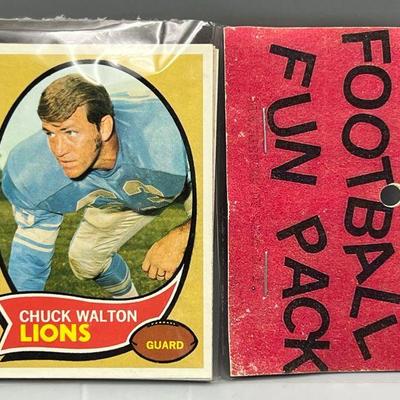 CHUCK WALTON
LIONS
GUARD
FOOTBALL
FUN PACK